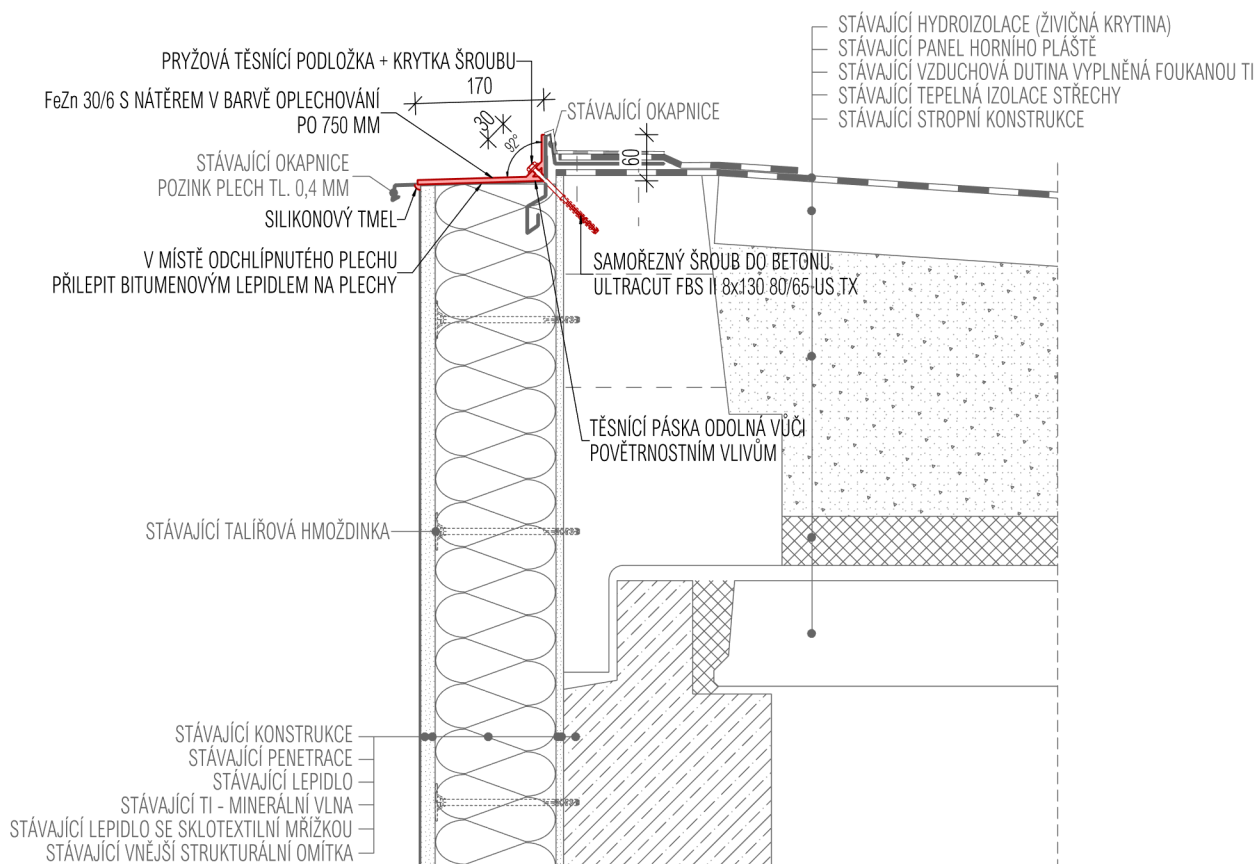 STÁVAJÍCÍ HYDROIZOLACE (ŽIVIČNÁ KRYTINA)
STÁVAJÍCÍ PANEL HORNÍHO PLÁŠTĚ
STÁVAJÍCÍ VZDUCHOVÁ DUTINA VYPLNĚNÁ FOUKANOU TI
STÁVAJÍCÍ TEPELNÁ IZOLACE STŘECHY
STÁVAJÍCÍ STROPNÍ KONSTRUKCE
PRYŽOVÁ TĚSNÍCÍ PODLOŽKA + KRYTKA ŠROUBU
170
FeZn 30/6 S NÁTĚREM V BARVĚ OPLECHOVÁNÍ
PO 750 MM
30
92°
STÁVAJÍCÍ OKAPNICE
60
STÁVAJÍCÍ OKAPNICE
POZINK PLECH TL. 0,4 MM
SILIKONOVÝ TMEL
V MÍSTĚ ODCHLÍPNUTÉHO PLECHU
PŘILEPIT BITUMENOVÝM LEPIDLEM NA PLECHY
SAMOŘEZNÝ ŠROUB DO BETONU
ULTRACUT FBS II 8x130 80/65 US TX
TĚSNÍCÍ PÁSKA ODOLNÁ VŮČI
POVĚTRNOSTNÍM VLIVŮM
STÁVAJÍCÍ TALÍŘOVÁ HMOŽDINKA
STÁVAJÍCÍ KONSTRUKCE
STÁVAJÍCÍ PENETRACE
STÁVAJÍCÍ LEPIDLO
STÁVAJÍCÍ TI - MINERÁLNÍ VLNA
STÁVAJÍCÍ LEPIDLO SE SKLOTEXTILNÍ MŘÍŽKOU
STÁVAJÍCÍ VNĚJŠÍ STRUKTURÁLNÍ OMÍTKA